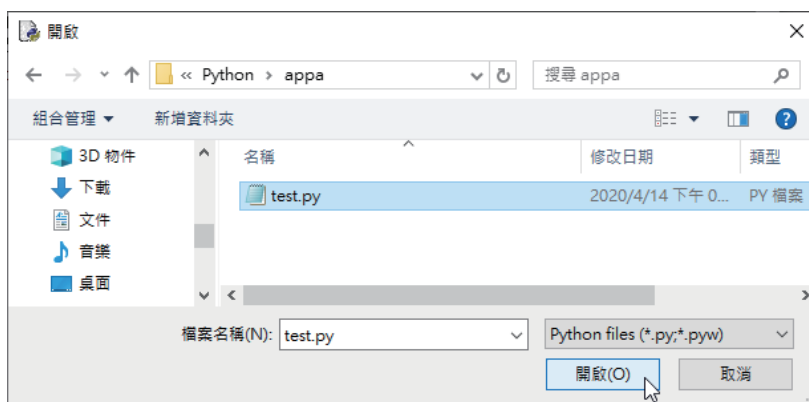 開啟
« Python › appa
搜尋 appa
組合管理
新增資料夾
3D 物件
下載
文件
音樂
桌面
名稱
修改日期
類型
test.py
2020/4/14 下午 0...
PY 檔案
檔案名稱(N):
test.py
Python files (*.py;*.pyw)
開啟(O)
取消